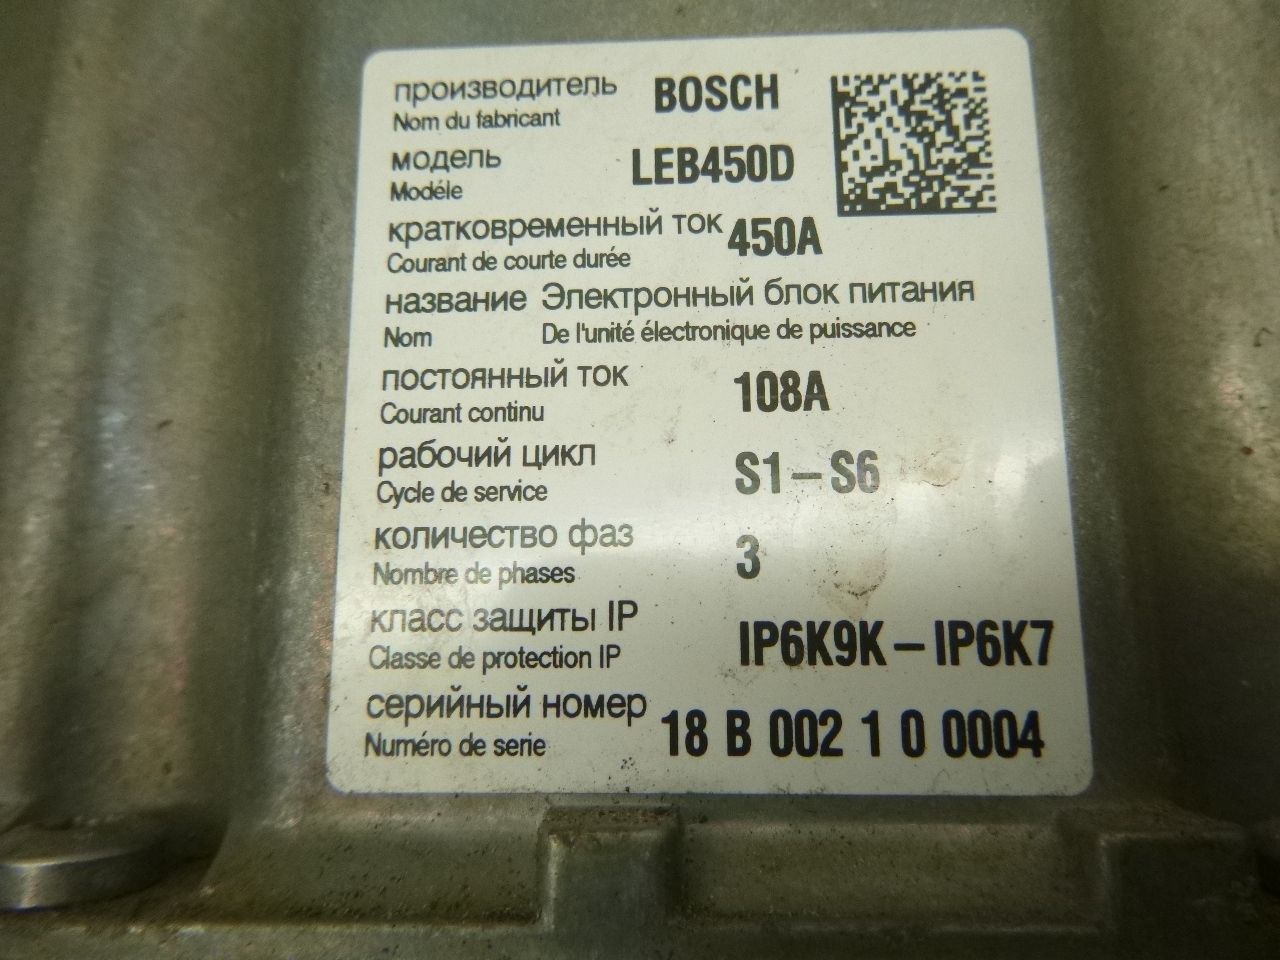 производитель BOSCH
Nom du fabricant
модель LEB450D
Modéle
кратковременный ток 450A
Courant de courte durée
название Электронный блок питания
Nom De l'unité électronique de puissance
постоянный ток 108A
Courant continu
рабочий цикл S1-S6
Cycle de service
количество фаз 3
Nombre de phases
класс защиты IP
Classe de protection IP IP6K9K-IP6K7
серийный номер
Numéro de serie 18 B 002 1 0 0004